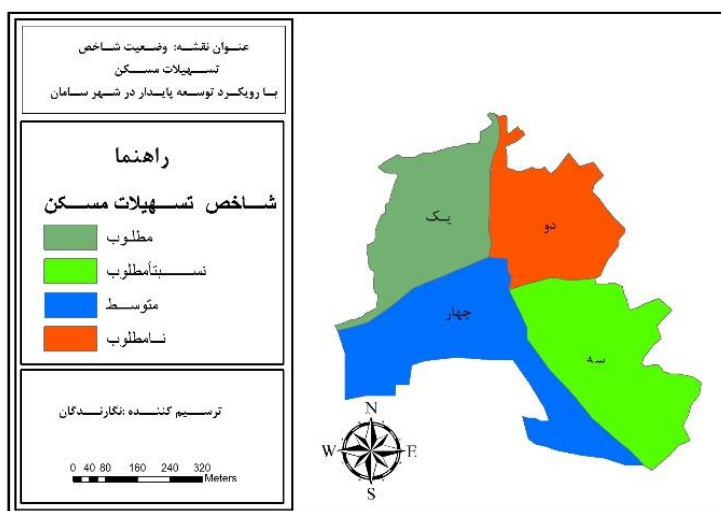 عنوان نقشه: وضعیت شاخص
تسهیلات مسکن
با رویکرد توسعه پایدار در شهر سامان
راهنما
شاخص تسهیلات مسکن
مطلوب
نسبتاًمطلوب
متوسط
نامطلوب
ترسیم کننده :نگارندگان
0 40 80 160 240 320
Meters
یک
دو
چهار
سه
N
W E
S